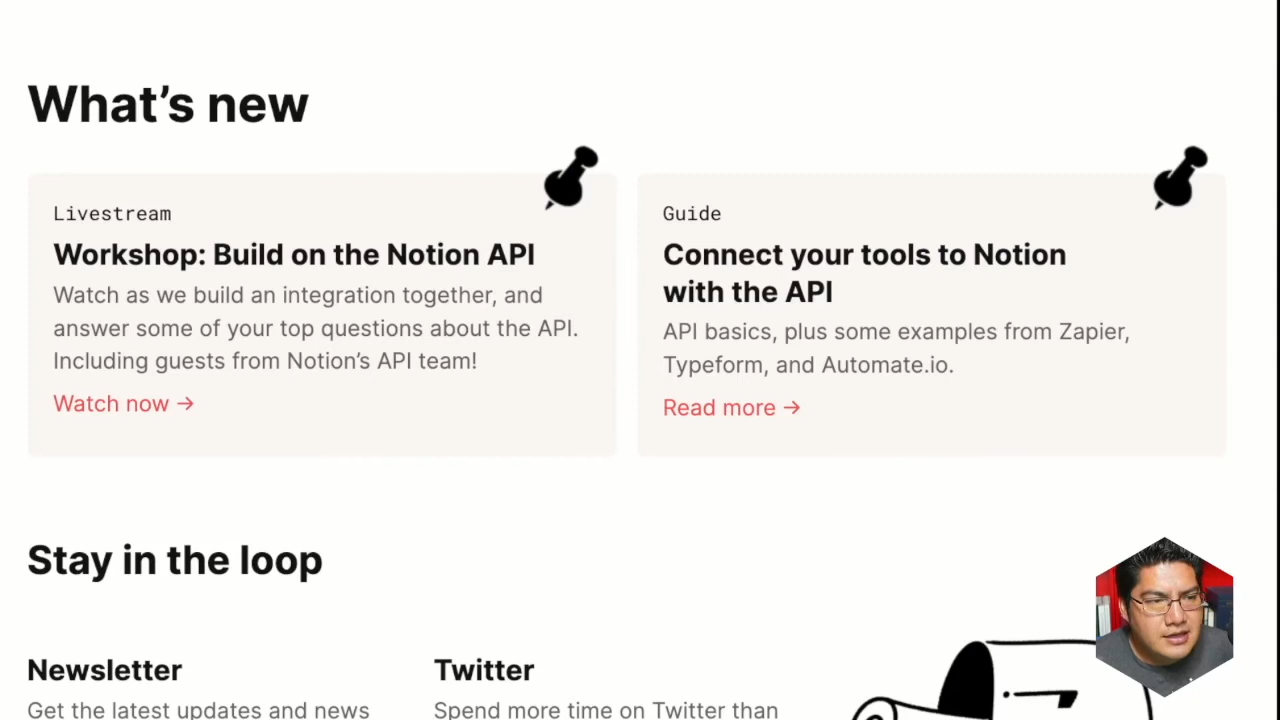 What’s new
Livestream
Workshop: Build on the Notion API
Watch as we build an integration together, and
answer some of your top questions about the API.
Including guests from Notion’s API team!
Watch now →
Guide
Connect your tools to Notion
with the API
API basics, plus some examples from Zapier,
Typeform, and Automate.io.
Read more →
Stay in the loop
Newsletter
Get the latest updates and news
Twitter
Spend more time on Twitter than